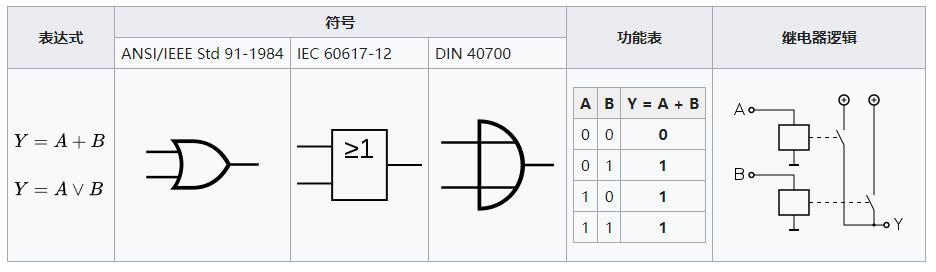 表达式
符号
功能表
继电器逻辑
ANSI/IEEE Std 91-1984
IEC 60617-12
DIN 40700
Y = A + B
Y = A ∨ B
≥1
A B Y = A + B
0 0 0
0 1 1
1 0 1
1 1 1
A
B
Y